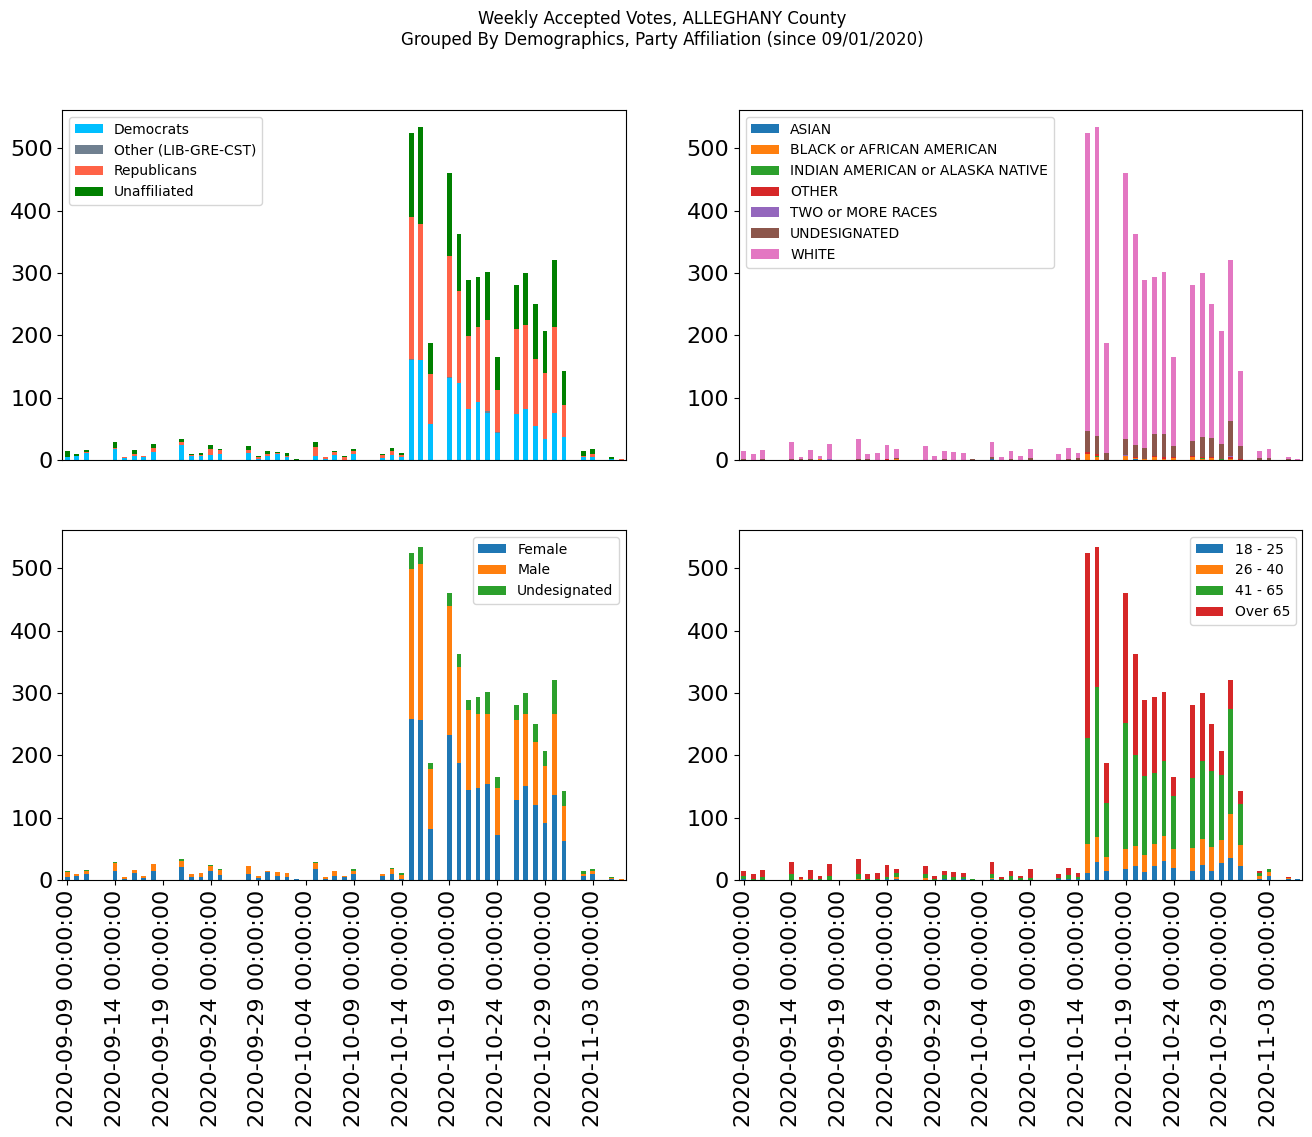 Weekly Accepted Votes, ALLEGHANY County
Grouped By Demographics, Party Affiliation (since 09/01/2020)
500
400
300
200
100
0
Democrats
Other (LIB-GRE-CST)
Republicans
Unaffiliated
500
400
300
200
100
0
ASIAN
BLACK or AFRICAN AMERICAN
INDIAN AMERICAN or ALASKA NATIVE
OTHER
TWO or MORE RACES
UNDESIGNATED
WHITE
500
400
300
200
100
0
Female
Male
Undesignated
2020-09-09 00:00:00
2020-09-14 00:00:00
2020-09-19 00:00:00
2020-09-24 00:00:00
2020-09-29 00:00:00
2020-10-04 00:00:00
2020-10-09 00:00:00
2020-10-14 00:00:00
2020-10-19 00:00:00
2020-10-24 00:00:00
2020-10-29 00:00:00
2020-11-03 00:00:00
500
400
300
200
100
0
18 - 25
26 - 40
41 - 65
Over 65
2020-09-09 00:00:00
2020-09-14 00:00:00
2020-09-19 00:00:00
2020-09-24 00:00:00
2020-09-29 00:00:00
2020-10-04 00:00:00
2020-10-09 00:00:00
2020-10-14 00:00:00
2020-10-19 00:00:00
2020-10-24 00:00:00
2020-10-29 00:00:00
2020-11-03 00:00:00